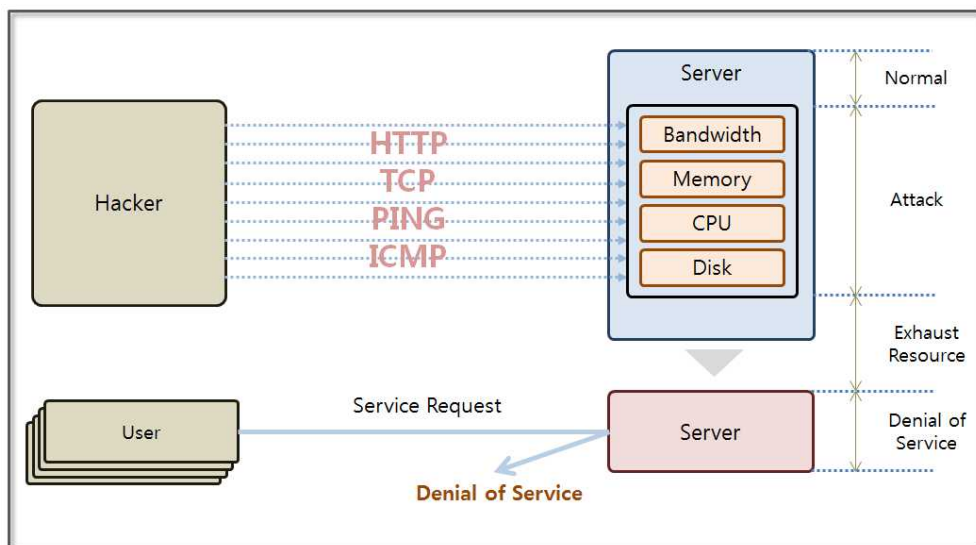 Server
Normal
Hacker
HTTP
TCP
PING
ICMP
Bandwidth
Memory
CPU
Disk
Attack
Exhaust
Resource
User
Service Request
Server
Denial of
Service
Denial of Service